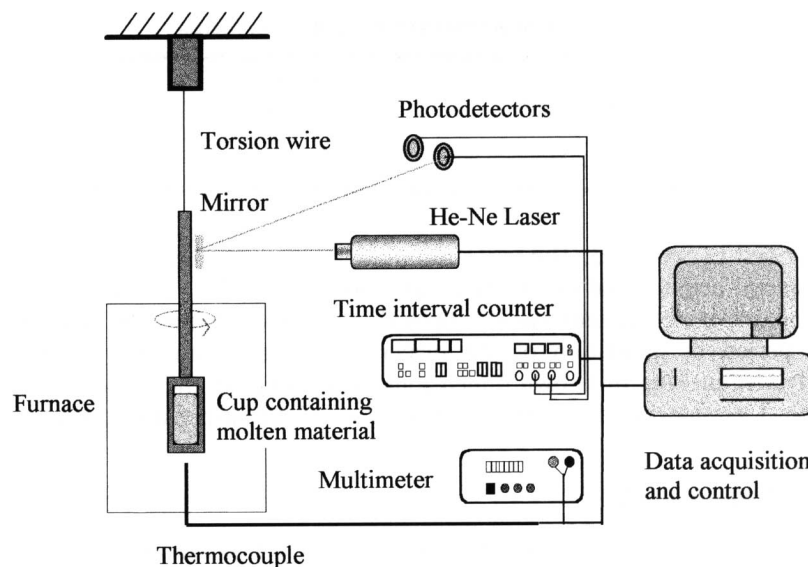 Photodetectors
Torsion wire
Mirror
He-Ne Laser
Time interval counter
Furnace
Cup containing
molten material
Multimeter
Data acquisition
and control
Thermocouple